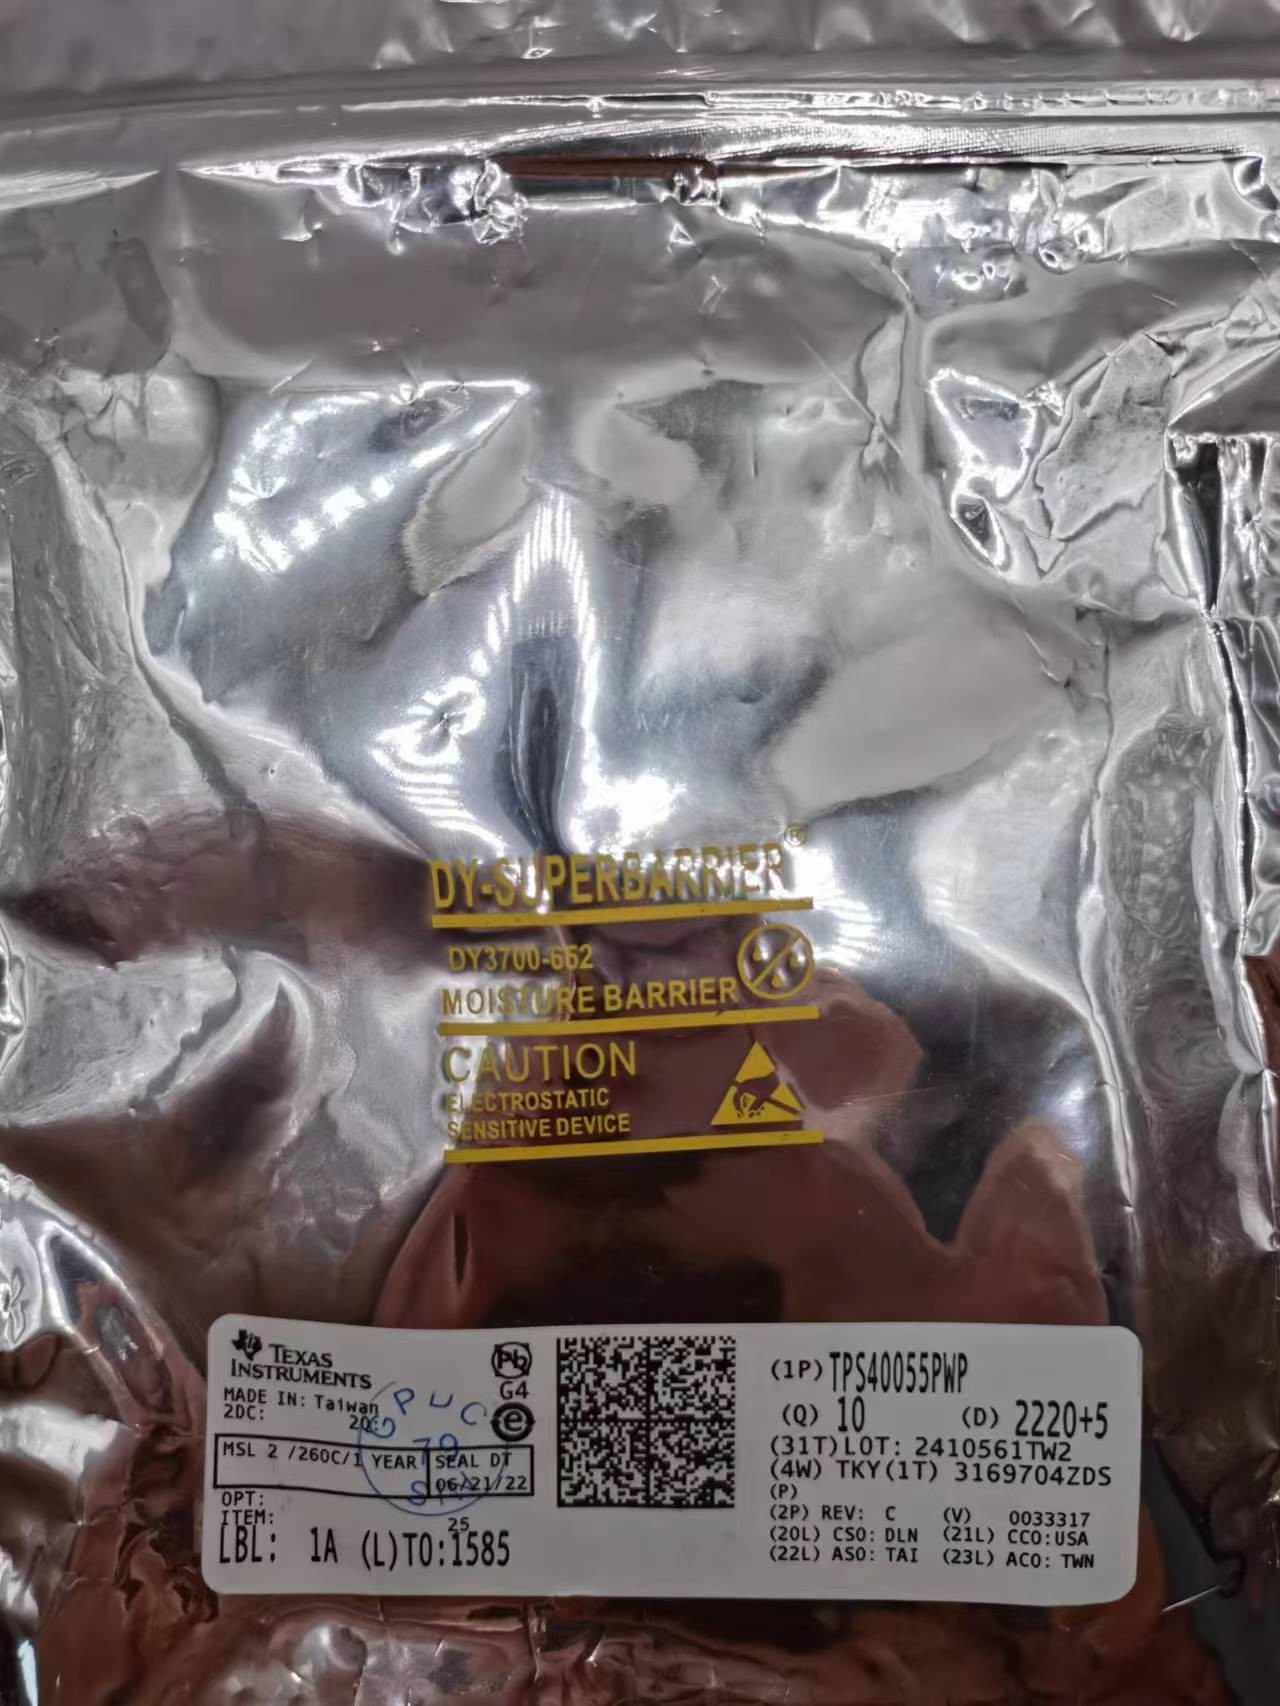 DY-SUPERBARRIER®
DY3700-652
MOISTURE BARRIER
CAUTION
ELECTROSTATIC
SENSITIVE DEVICE
TEXAS
INSTRUMENTS
MADE IN: Taiwan
2DC: 20:
MSL 2 /260C/1 YEAR
SEAL DT
06/21/22
OPT:
ITEM:
25
LBL: 1A (L)TO:1585
Pb
G4
e
(1P) TPS40055PWP
(Q) 10 (D) 2220+5
(31T)LOT: 2410561TW2
(4W) TKY(1T) 3169704ZDS
(P)
(2P) REV: C (V) 0033317
(20L) CSO: DLN (21L) CCO:USA
(22L) ASO: TAI (23L) ACO: TWN